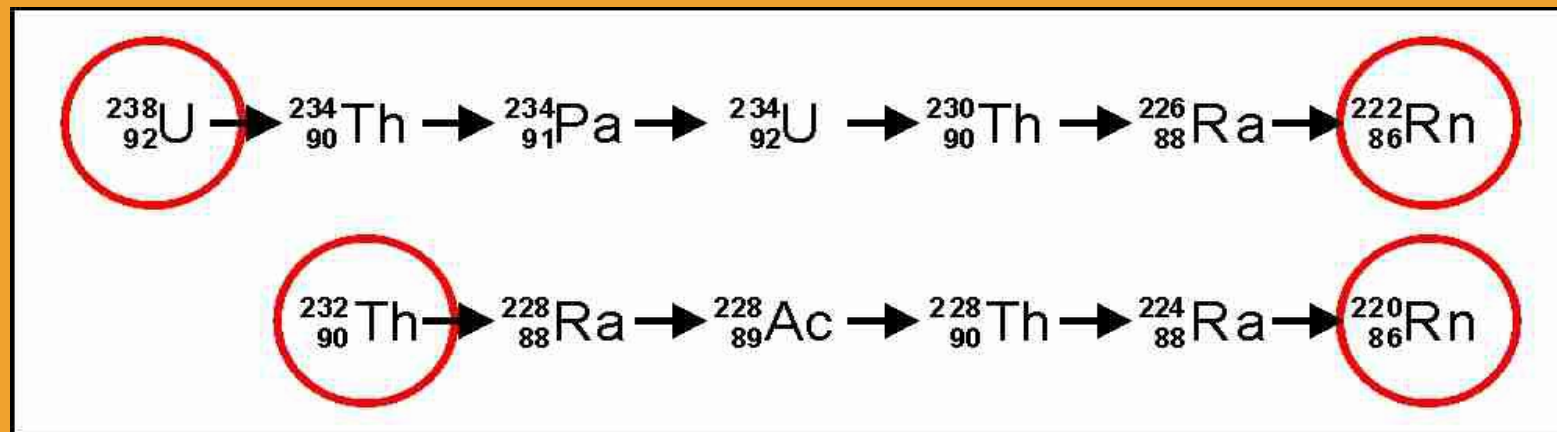 ²³⁸₉₂U → ²³⁴₉₀Th → ²³⁴₉₁Pa → ²³⁴₉₂U → ²³⁰₉₀Th → ²²⁶₈₈Ra → ²²²₈₆Rn
²³²₉₀Th → ²²⁸₈₈Ra → ²²⁸₈₉Ac → ²²⁸₉₀Th → ²²⁴₈₈Ra → ²²⁰₈₆Rn